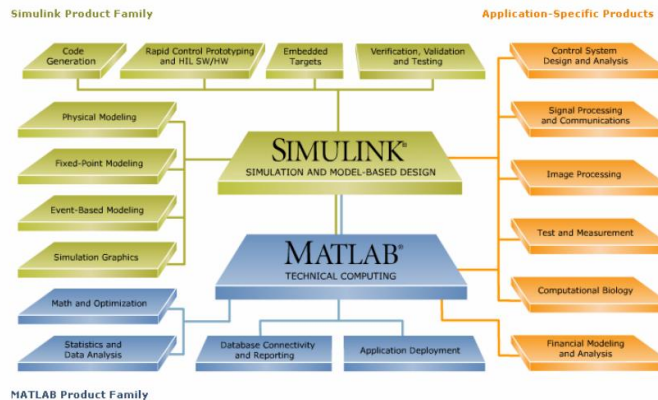 Simulink Product Family
Application-Specific Products
Code
Generation
Rapid Control Prototyping
and HIL SW/HW
Embedded
Targets
Verification, Validation
and Testing
Control System
Design and Analysis
Physical Modeling
Signal Processing
and Communications
SIMULINK®
SIMULATION AND MODEL-BASED DESIGN
Fixed-Point Modeling
Image Processing
Event-Based Modeling
Test and Measurement
Simulation Graphics
MATLAB®
TECHNICAL COMPUTING
Math and Optimization
Computational Biology
Statistics and
Data Analysis
Database Connectivity
and Reporting
Application Deployment
Financial Modeling
and Analysis
MATLAB Product Family